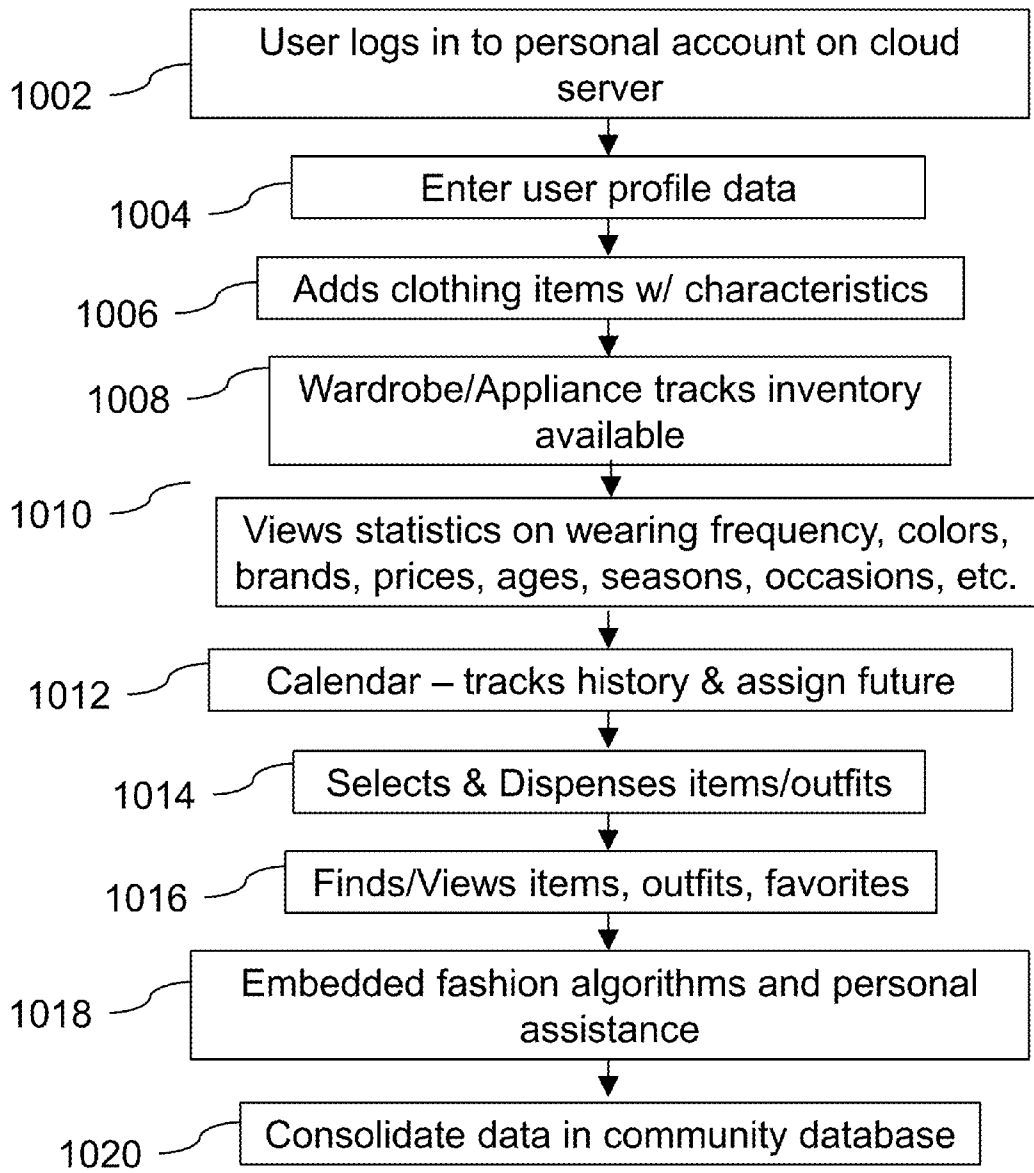 User logs in to personal account on cloud
server
1002
Enter user profile data
1004
Adds clothing items w/ characteristics
1006
Wardrobe/Appliance tracks inventory
available
1008
1010
Views statistics on wearing frequency, colors,
brands, prices, ages, seasons, occasions, etc.
Calendar – tracks history & assign future
1012
Selects & Dispenses items/outfits
1014
Finds/Views items, outfits, favorites
1016
Embedded fashion algorithms and personal
assistance
1018
Consolidate data in community database
1020